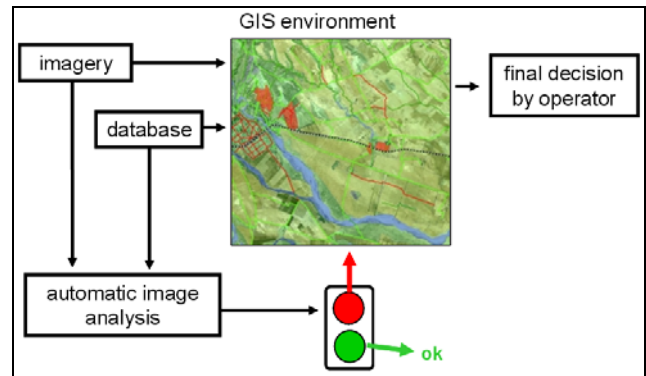 GIS environment
imagery
database
final decision
by operator
automatic image
analysis
ok